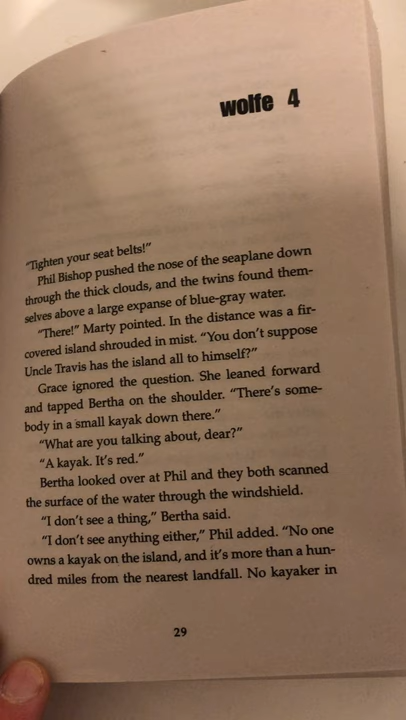 wolfe 4
"Tighten your seat belts!"
Phil Bishop pushed the nose of the seaplane down
through the thick clouds, and the twins found them-
selves above a large expanse of blue-gray water.
"There!" Marty pointed. In the distance was a fir-
covered island shrouded in mist. "You don't suppose
Uncle Travis has the island all to himself?"
Grace ignored the question. She leaned forward
and tapped Bertha on the shoulder. "There's some-
body in a small kayak down there."
"What are you talking about, dear?"
"A kayak. It's red."
Bertha looked over at Phil and they both scanned
the surface of the water through the windshield.
"I don't see a thing," Bertha said.
"I don't see anything either," Phil added. "No one
owns a kayak on the island, and it's more than a hun-
dred miles from the nearest landfall. No kayaker in
29